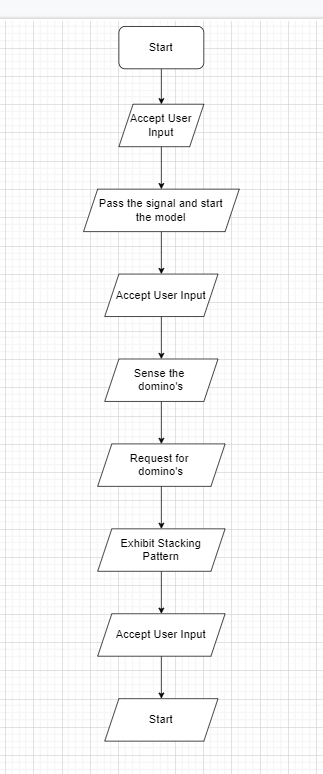 Start
Accept User
Input
Pass the signal and start
the model
Accept User Input
Sense the
domino's
Request for
domino's
Exhibit Stacking
Pattern
Accept User Input
Start